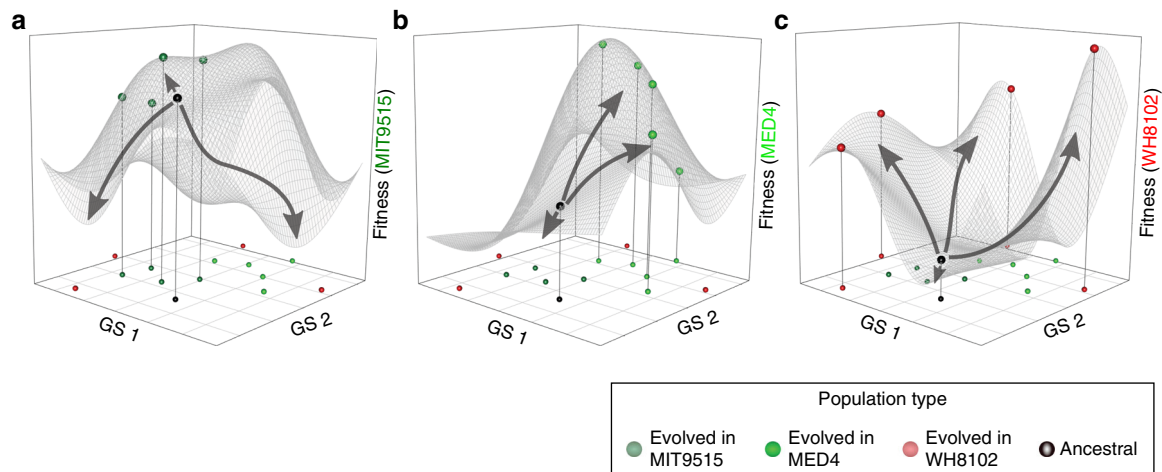 a
b
c
Fitness (MIT9515)
Fitness (MED4)
Fitness (WH8102)
GS 1
GS 2
GS 1
GS 2
GS 1
GS 2
Population type
Evolved in
MIT9515
Evolved in
MED4
Evolved in
WH8102
Ancestral